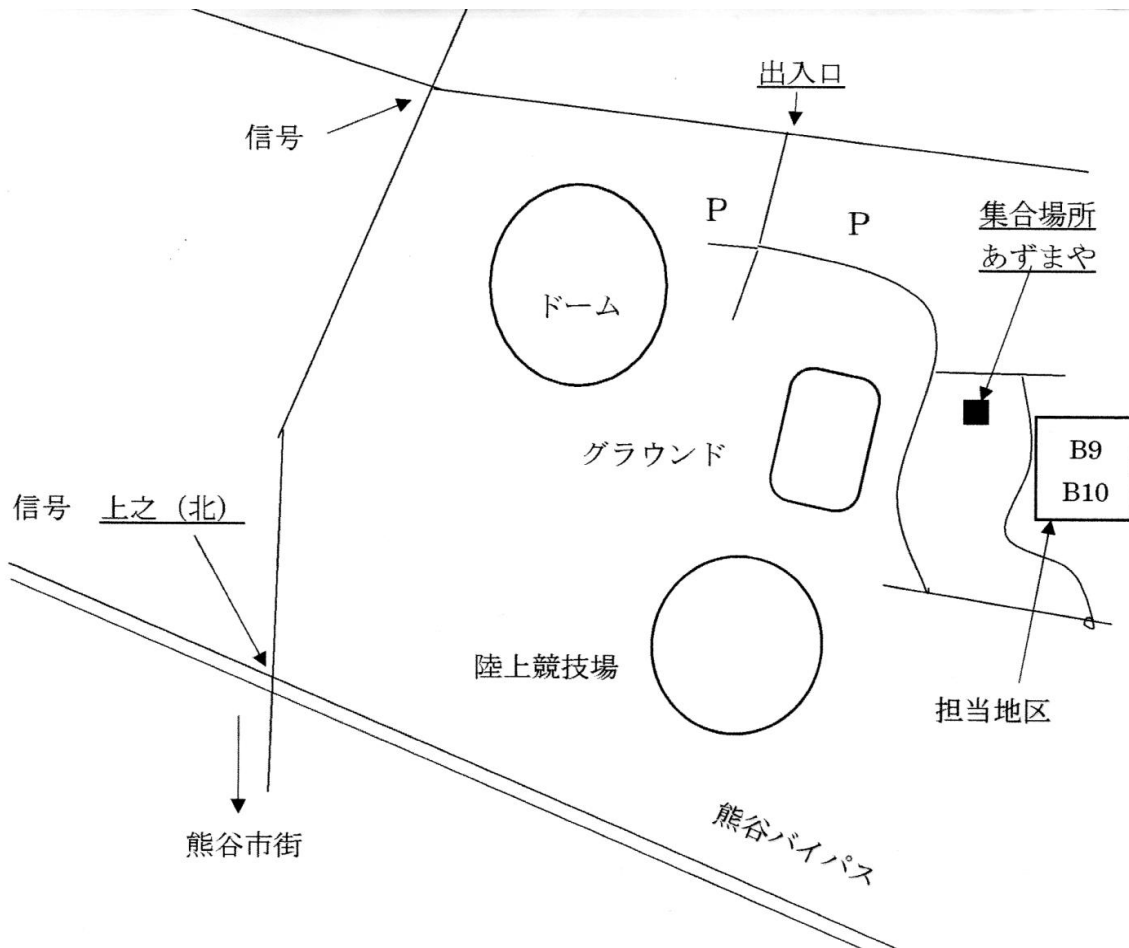 出入口
信号
P
P
集合場所
あずまや
ドーム
グラウンド
B9
B10
信号 上之（北）
陸上競技場
担当地区
熊谷バイパス
熊谷市街